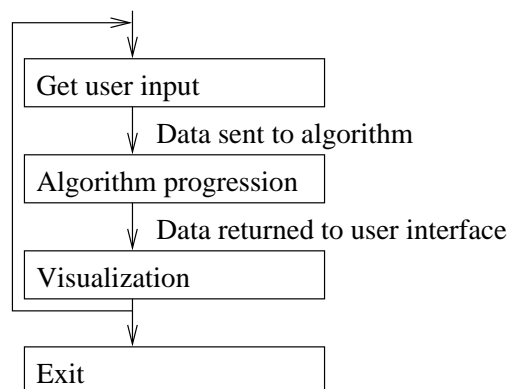 Get user input
Data sent to algorithm
Algorithm progression
Data returned to user interface
Visualization
Exit